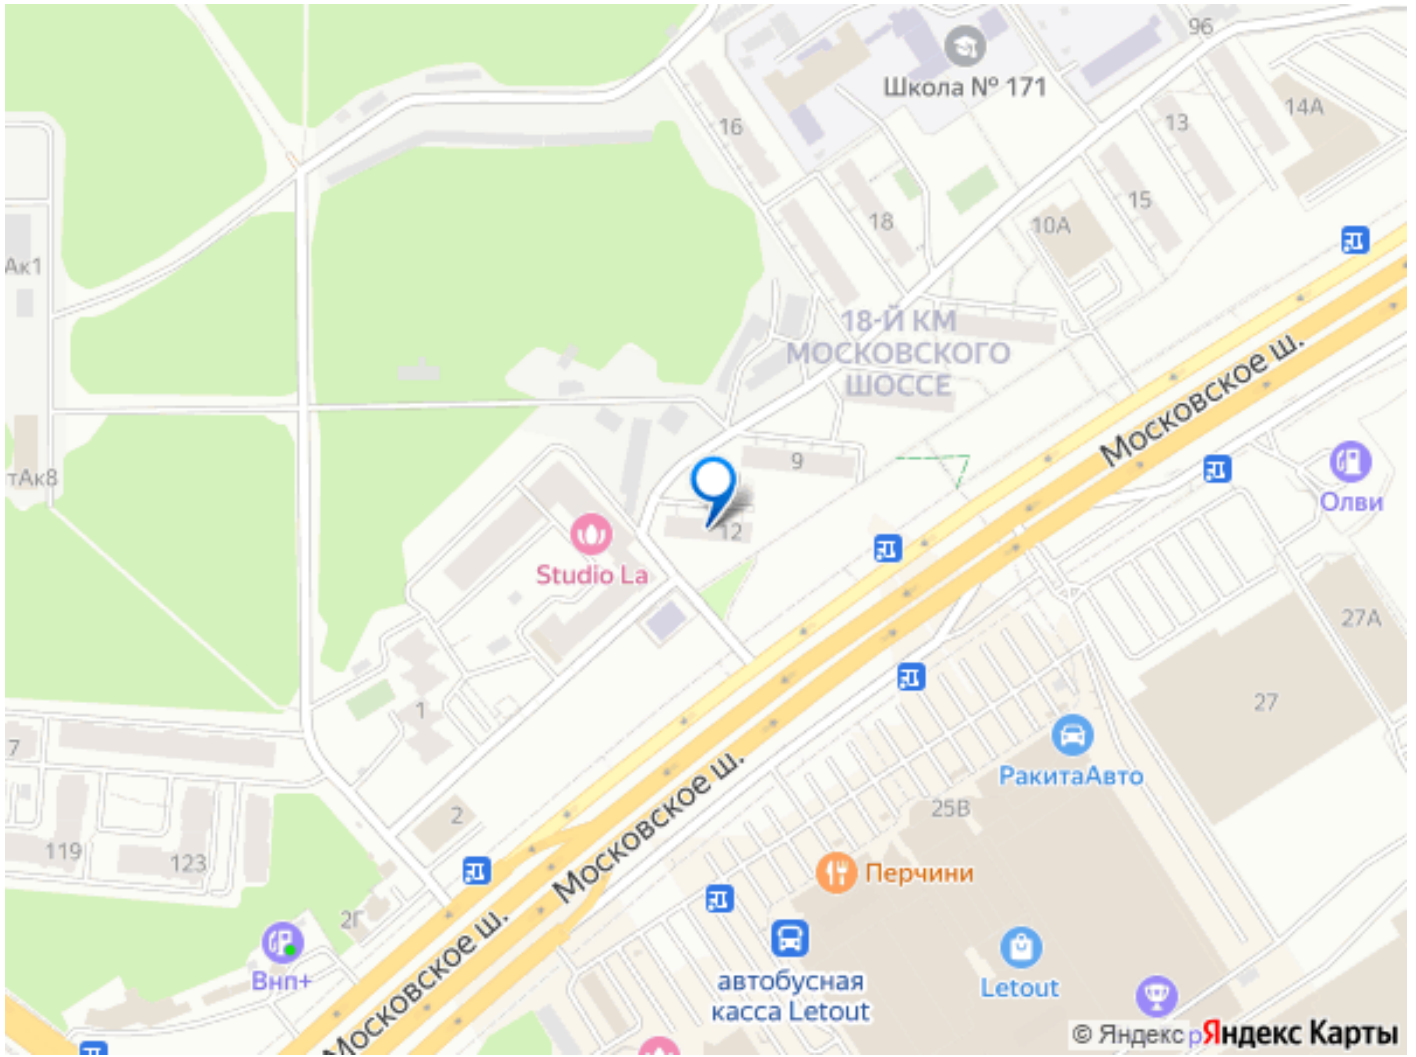 96
Школа № 171
14А
13
16
15
18
10А
Ак1
18-Й КМ
МОСКОВСКОГО
ШОССЕ
Московское ш.
9
тАк8
Олви
12
Studio La
27А
27
1
7
РакитаАвто
Московское ш.
25В
2
119
123
Перчини
2Г
Московское ш.
Внп+
автобусная
касса Letout
Letout
© Яндекс Яндекс Карты